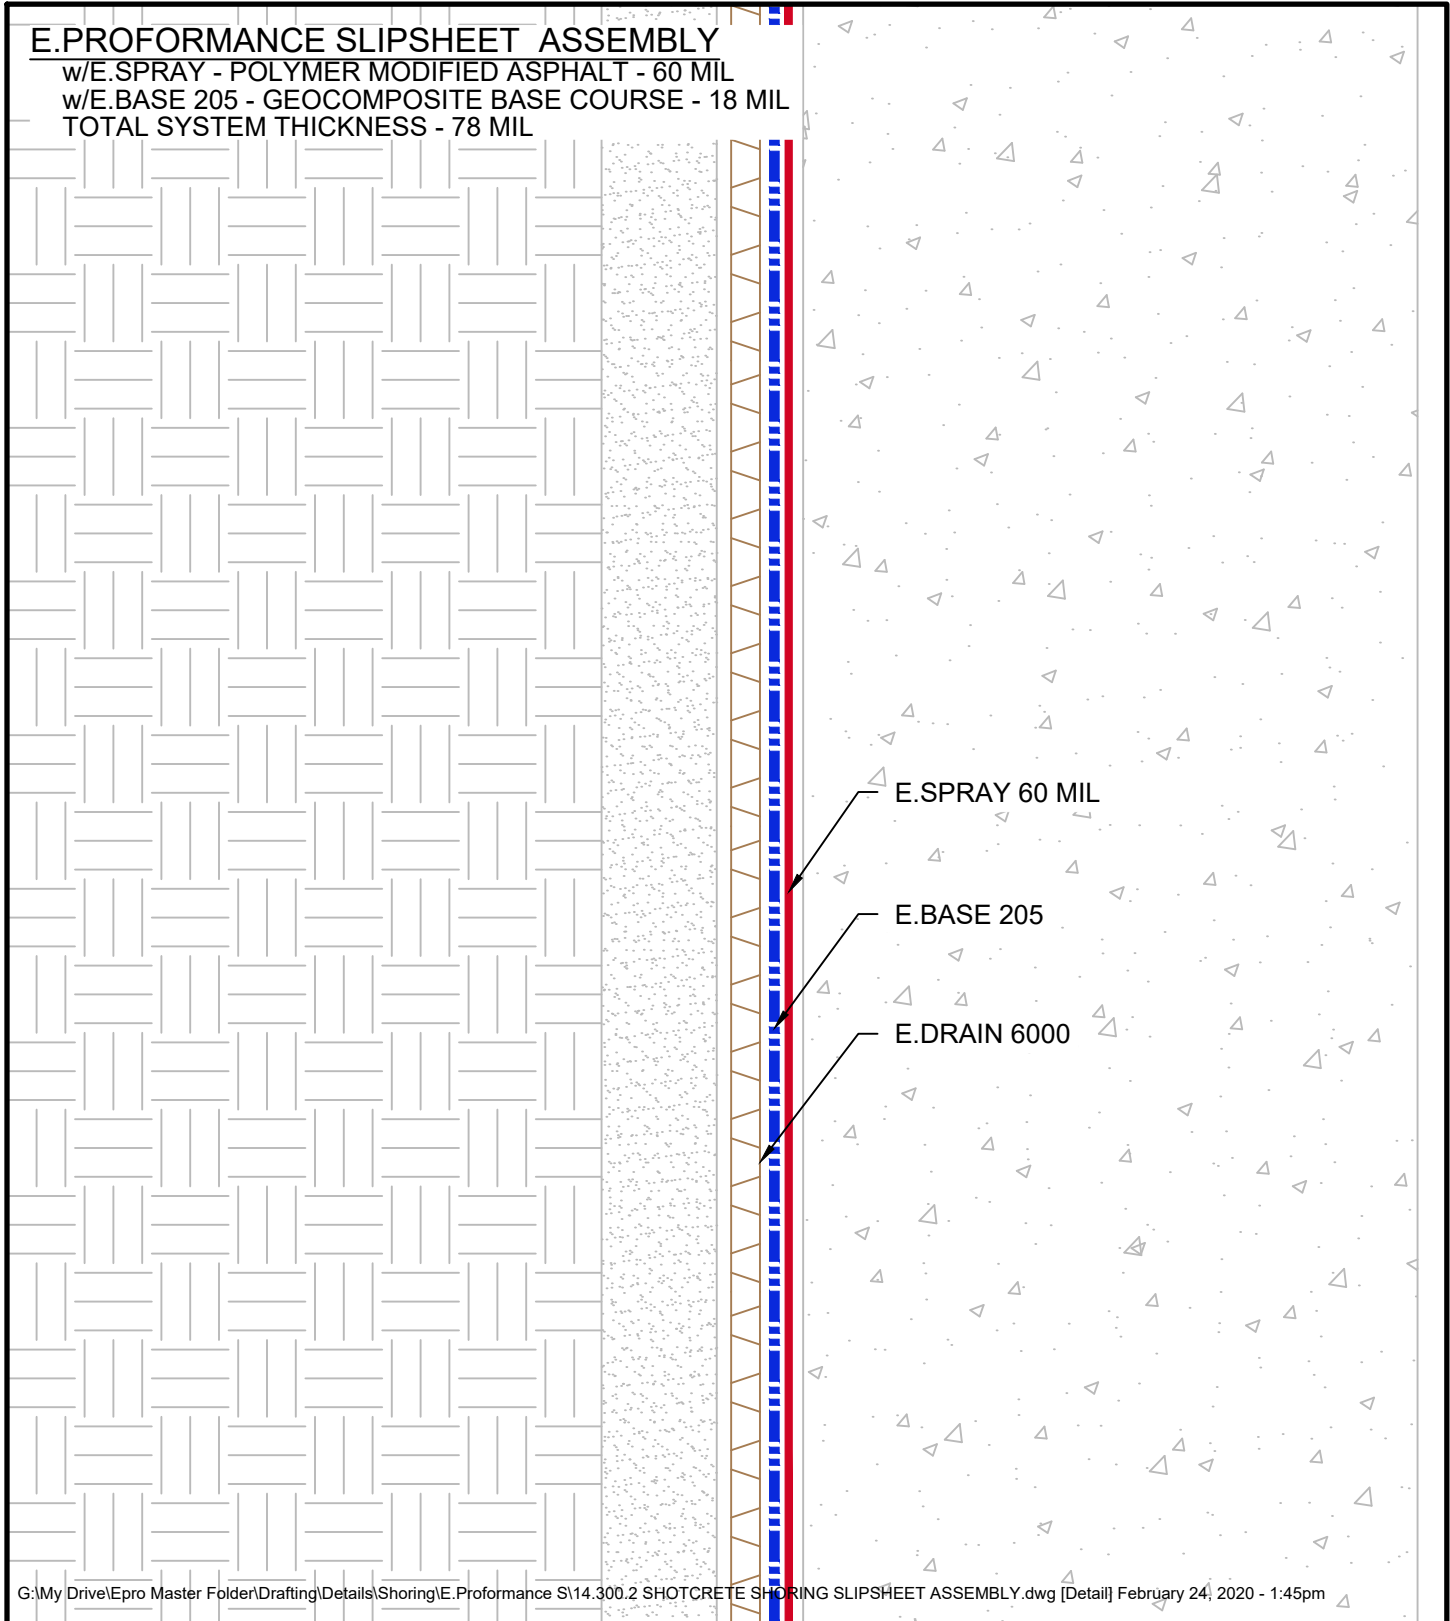 E.PROFORMANCE SLIPSHEET ASSEMBLY
w/E.SPRAY - POLYMER MODIFIED ASPHALT - 60 MIL
w/E.BASE 205 - GEOCOMPOSITE BASE COURSE - 18 MIL
TOTAL SYSTEM THICKNESS - 78 MIL
E.SPRAY 60 MIL
E.BASE 205
E.DRAIN 6000
G:\My Drive\Epro Master Folder\Drafting\Details\Shoring\E.Proformance S\14.300.2 SHOTCRETE SHORING SLIPSHEET ASSEMBLY.dwg [Detail] February 24, 2020 - 1:45pm